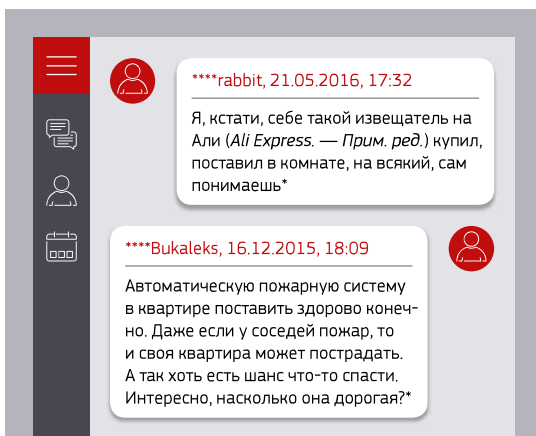 ****rabbit, 21.05.2016, 17:32
Я, кстати, себе такой извещатель на
Али (Ali Express. — Прим. ред.) купил,
поставил в комнате, на всякий, сам
понимаешь*
****Bukaleks, 16.12.2015, 18:09
Автоматическую пожарную систему
в квартире поставить здорово конеч-
но. Даже если у соседей пожар, то
и своя квартира может пострадать.
А так хоть есть шанс что-то спасти.
Интересно, насколько она дорогая?*